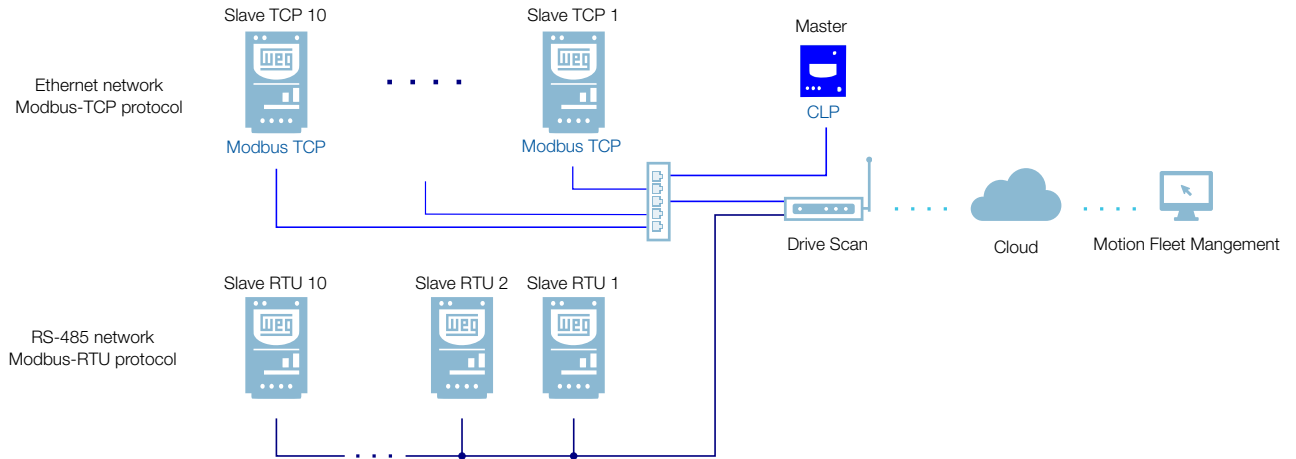 Slave TCP 10
Slave TCP 1
Master
weg
weg
Ethernet network
Modbus-TCP protocol
CLP
Modbus TCP
Modbus TCP
Drive Scan
Cloud
Motion Fleet Mangement
Slave RTU 10
Slave RTU 2
Slave RTU 1
weg
weg
weg
RS-485 network
Modbus-RTU protocol